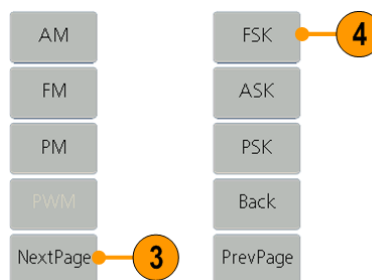 AM
FM
PM
PWM
NextPage
3
FSK
4
ASK
PSK
Back
PrevPage